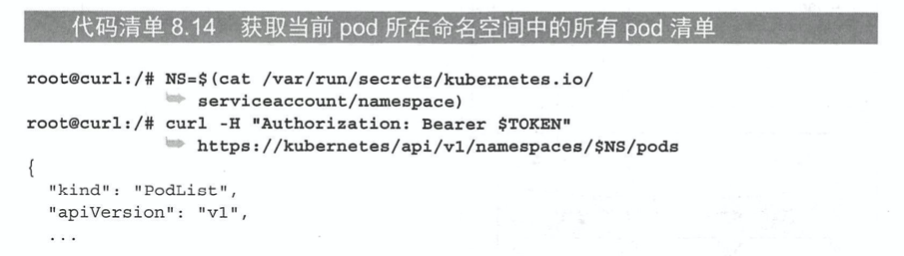 代码清单 8.14 获取当前 pod 所在命名空间中的所有 pod 清单
root@curl:/# NS=$(cat /var/run/secrets/kubernetes.io/
➥ serviceaccount/namespace)
root@curl:/# curl -H "Authorization: Bearer $TOKEN"
➥ https://kubernetes/api/v1/namespaces/$NS/pods
{
"kind": "PodList",
"apiVersion": "v1",
...